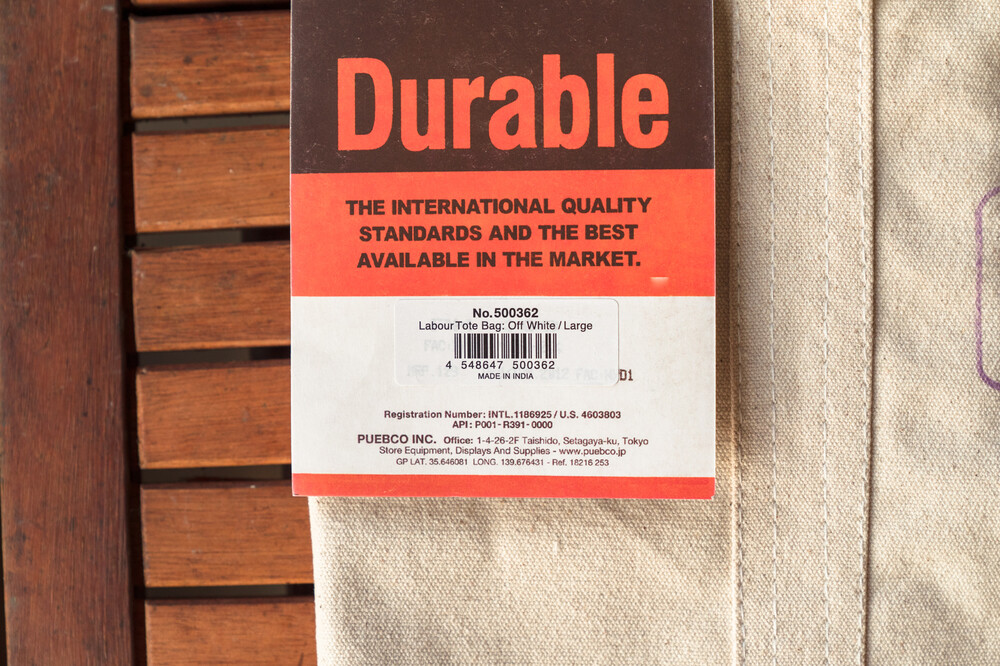 Durable
THE INTERNATIONAL QUALITY
STANDARDS AND THE BEST
AVAILABLE IN THE MARKET.
No.500362
Labour Tote Bag: Off White / Large
4 548647 500362
MADE IN INDIA
D1
Registration Number: INTL.1186925 / U.S. 4603803
API : P001-R391-0000
PUEBCO INC. Office: 1-4-26-2F Taishido, Setagaya-ku, Tokyo
Store Equipment, Displays And Supplies - www.puebco.jp
GP LAT. 35.646081 LONG. 139.676431 - Ref. 18216 253